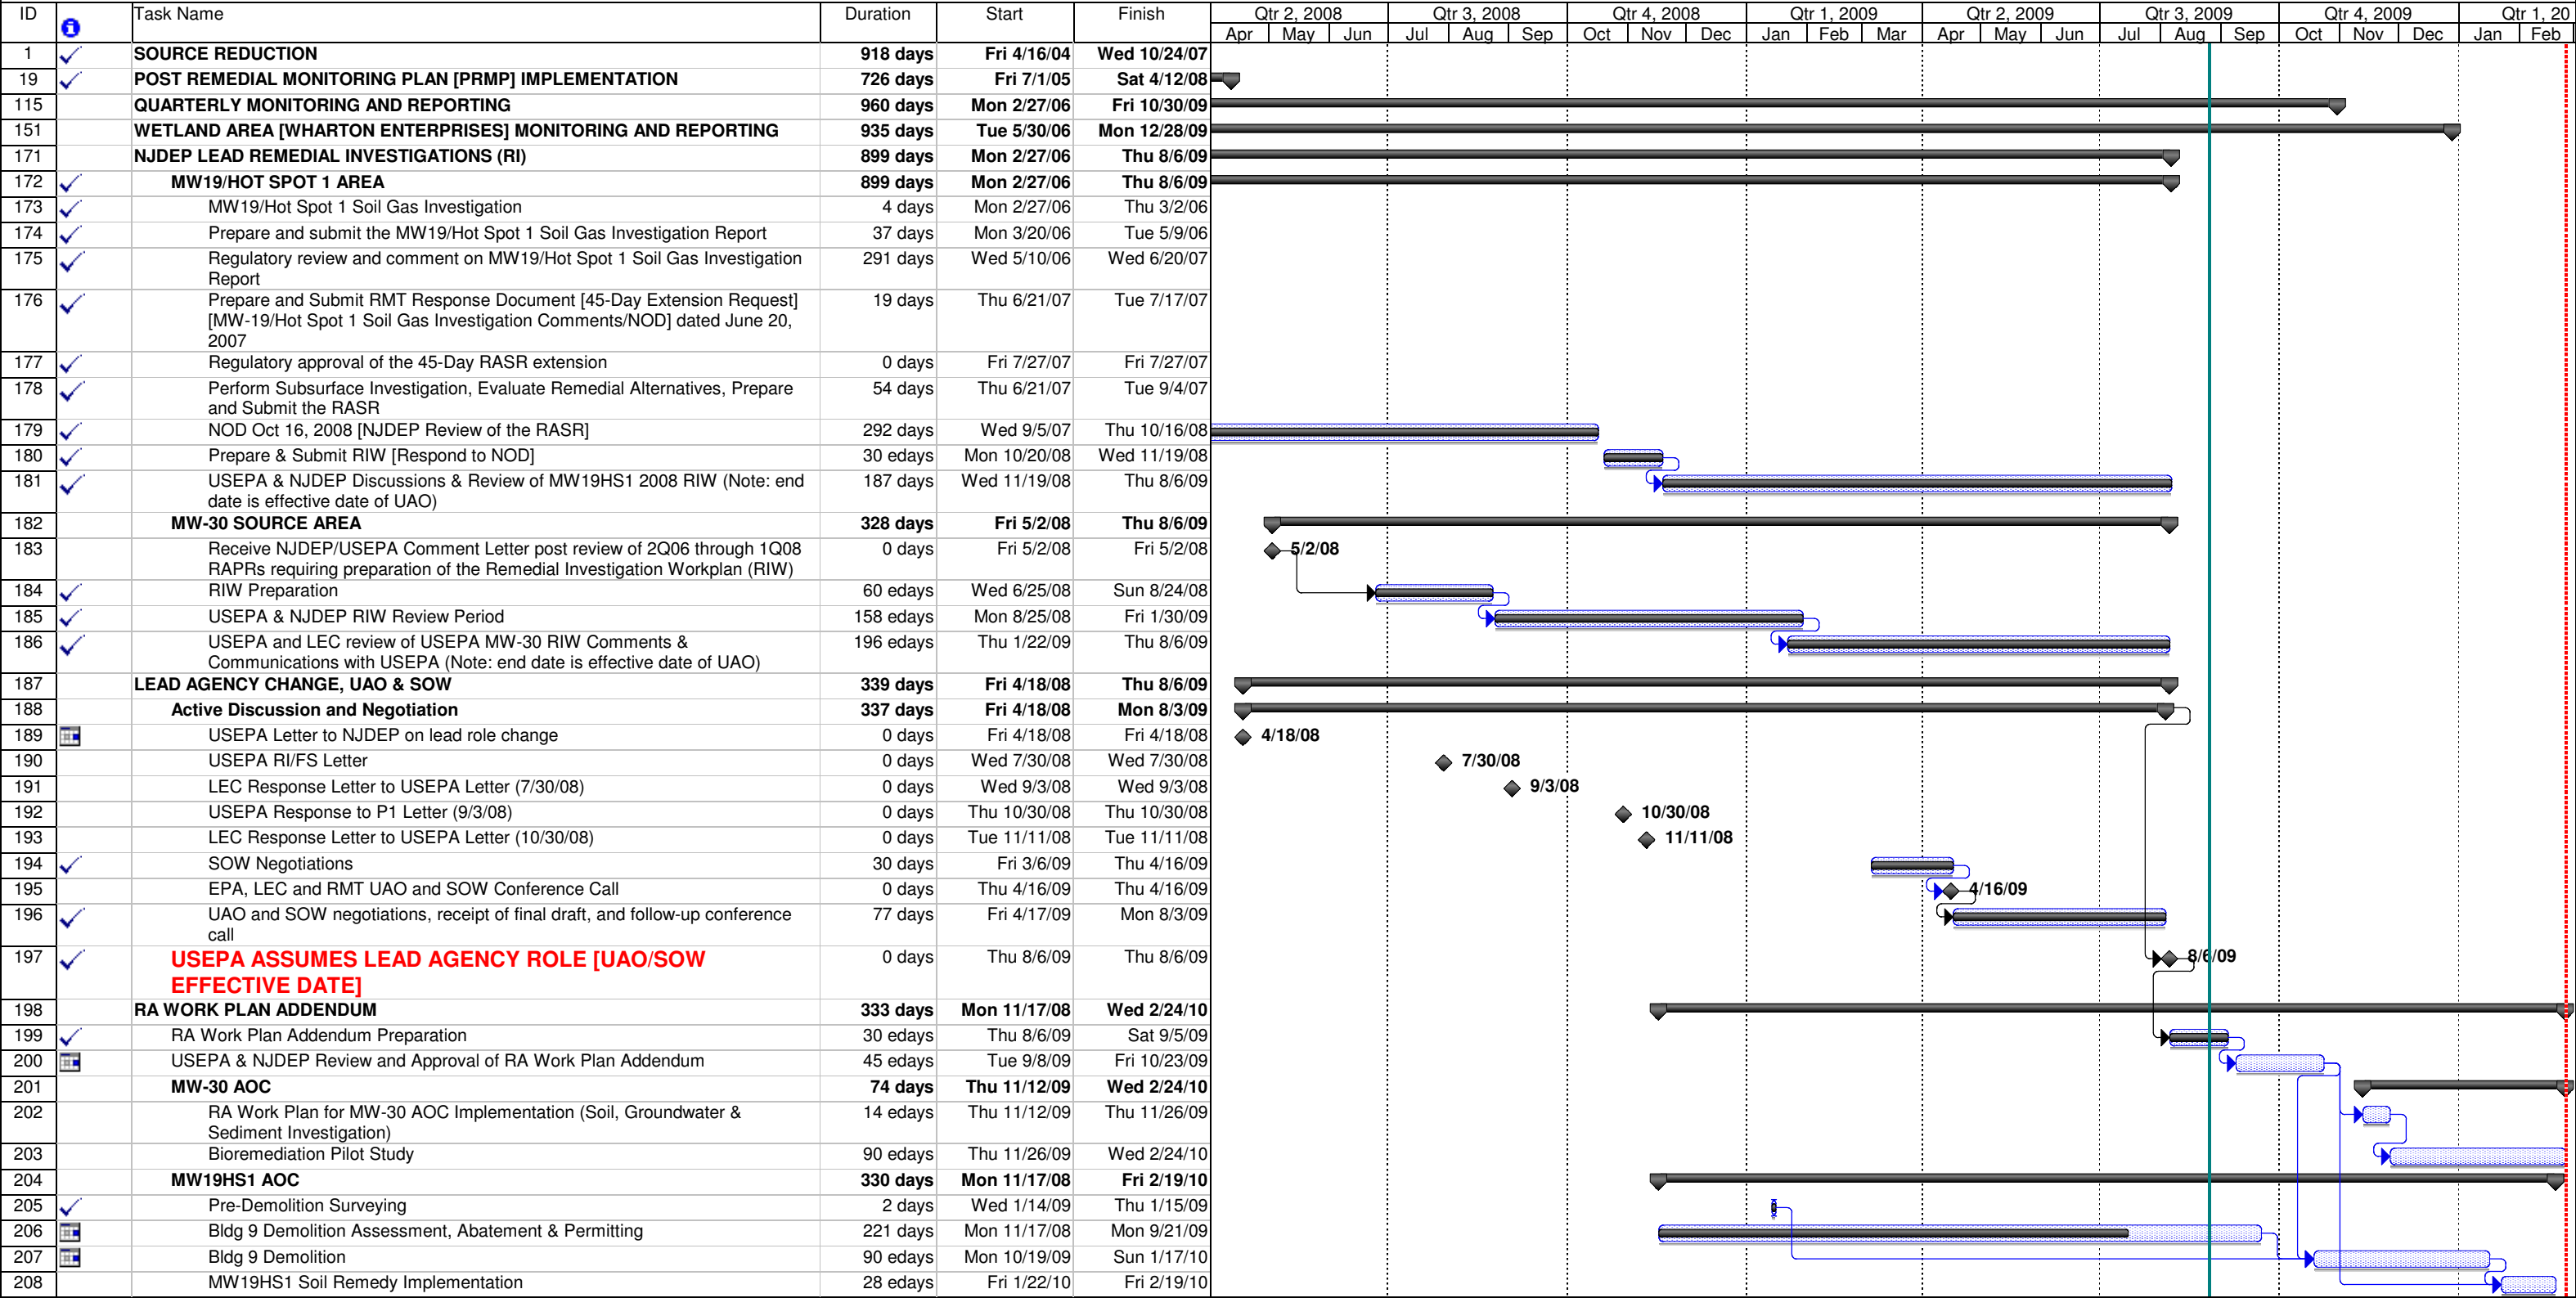 ID Task Name Duration Start Finish Qtr 2, 2008 Qtr 3, 2008 Qtr 4, 2008 Qtr 1, 2009 Qtr 2, 2009 Qtr 3, 2009 Qtr 4, 2009 Qtr 1, 20
Apr May Jun Jul Aug Sep Oct Nov Dec Jan Feb Mar Apr May Jun Jul Aug Sep Oct Nov Dec Jan Feb
1 SOURCE REDUCTION 918 days Fri 4/16/04 Wed 10/24/07
19 POST REMEDIAL MONITORING PLAN [PRMP] IMPLEMENTATION 726 days Fri 7/1/05 Sat 4/12/08
115 QUARTERLY MONITORING AND REPORTING 960 days Mon 2/27/06 Fri 10/30/09
151 WETLAND AREA [WHARTON ENTERPRISES] MONITORING AND REPORTING 935 days Tue 5/30/06 Mon 12/28/09
171 NJDEP LEAD REMEDIAL INVESTIGATIONS (RI) 899 days Mon 2/27/06 Thu 8/6/09
172 MW19/HOT SPOT 1 AREA 899 days Mon 2/27/06 Thu 8/6/09
173 MW19/Hot Spot 1 Soil Gas Investigation 4 days Mon 2/27/06 Thu 3/2/06
174 Prepare and submit the MW19/Hot Spot 1 Soil Gas Investigation Report 37 days Mon 3/20/06 Tue 5/9/06
175 Regulatory review and comment on MW19/Hot Spot 1 Soil Gas Investigation 291 days Wed 5/10/06 Wed 6/20/07
Report
176 Prepare and Submit RMT Response Document [45-Day Extension Request] 19 days Thu 6/21/07 Tue 7/17/07
[MW-19/Hot Spot 1 Soil Gas Investigation Comments/NOD] dated June 20,
2007
177 Regulatory approval of the 45-Day RASR extension 0 days Fri 7/27/07 Fri 7/27/07
178 Perform Subsurface Investigation, Evaluate Remedial Alternatives, Prepare 54 days Thu 6/21/07 Tue 9/4/07
and Submit the RASR
179 NOD Oct 16, 2008 [NJDEP Review of the RASR] 292 days Wed 9/5/07 Thu 10/16/08
180 Prepare & Submit RIW [Respond to NOD] 30 edays Mon 10/20/08 Wed 11/19/08
181 USEPA & NJDEP Discussions & Review of MW19HS1 2008 RIW (Note: end 187 days Wed 11/19/08 Thu 8/6/09
date is effective date of UAO)
182 MW-30 SOURCE AREA 328 days Fri 5/2/08 Thu 8/6/09
183 Receive NJDEP/USEPA Comment Letter post review of 2Q06 through 1Q08 0 days Fri 5/2/08 Fri 5/2/08 5/2/08
RAPRs requiring preparation of the Remedial Investigation Workplan (RIW)
184 RIW Preparation 60 edays Wed 6/25/08 Sun 8/24/08
185 USEPA & NJDEP RIW Review Period 158 edays Mon 8/25/08 Fri 1/30/09
186 USEPA and LEC review of USEPA MW-30 RIW Comments & 196 edays Thu 1/22/09 Thu 8/6/09
Communications with USEPA (Note: end date is effective date of UAO)
187 LEAD AGENCY CHANGE, UAO & SOW 339 days Fri 4/18/08 Thu 8/6/09
188 Active Discussion and Negotiation 337 days Fri 4/18/08 Mon 8/3/09
189 USEPA Letter to NJDEP on lead role change 0 days Fri 4/18/08 Fri 4/18/08 4/18/08
190 USEPA RI/FS Letter 0 days Wed 7/30/08 Wed 7/30/08 7/30/08
191 LEC Response Letter to USEPA Letter (7/30/08) 0 days Wed 9/3/08 Wed 9/3/08 9/3/08
192 USEPA Response to P1 Letter (9/3/08) 0 days Thu 10/30/08 Thu 10/30/08 10/30/08
193 LEC Response Letter to USEPA Letter (10/30/08) 0 days Tue 11/11/08 Tue 11/11/08 11/11/08
194 SOW Negotiations 30 days Fri 3/6/09 Thu 4/16/09
195 EPA, LEC and RMT UAO and SOW Conference Call 0 days Thu 4/16/09 Thu 4/16/09 4/16/09
196 UAO and SOW negotiations, receipt of final draft, and follow-up conference 77 days Fri 4/17/09 Mon 8/3/09
call
197 USEPA ASSUMES LEAD AGENCY ROLE [UAO/SOW 0 days Thu 8/6/09 Thu 8/6/09 8/6/09
EFFECTIVE DATE]
198 RA WORK PLAN ADDENDUM 333 days Mon 11/17/08 Wed 2/24/10
199 RA Work Plan Addendum Preparation 30 edays Thu 8/6/09 Sat 9/5/09
200 USEPA & NJDEP Review and Approval of RA Work Plan Addendum 45 edays Tue 9/8/09 Fri 10/23/09
201 MW-30 AOC 74 days Thu 11/12/09 Wed 2/24/10
202 RA Work Plan for MW-30 AOC Implementation (Soil, Groundwater & 14 edays Thu 11/12/09 Thu 11/26/09
Sediment Investigation)
203 Bioremediation Pilot Study 90 edays Thu 11/26/09 Wed 2/24/10
204 MW19HS1 AOC 330 days Mon 11/17/08 Fri 2/19/10
205 Pre-Demolition Surveying 2 days Wed 1/14/09 Thu 1/15/09
206 Bldg 9 Demolition Assessment, Abatement & Permitting 221 days Mon 11/17/08 Mon 9/21/09
207 Bldg 9 Demolition 90 edays Mon 10/19/09 Sun 1/17/10
208 MW19HS1 Soil Remedy Implementation 28 edays Fri 1/22/10 Fri 2/19/10